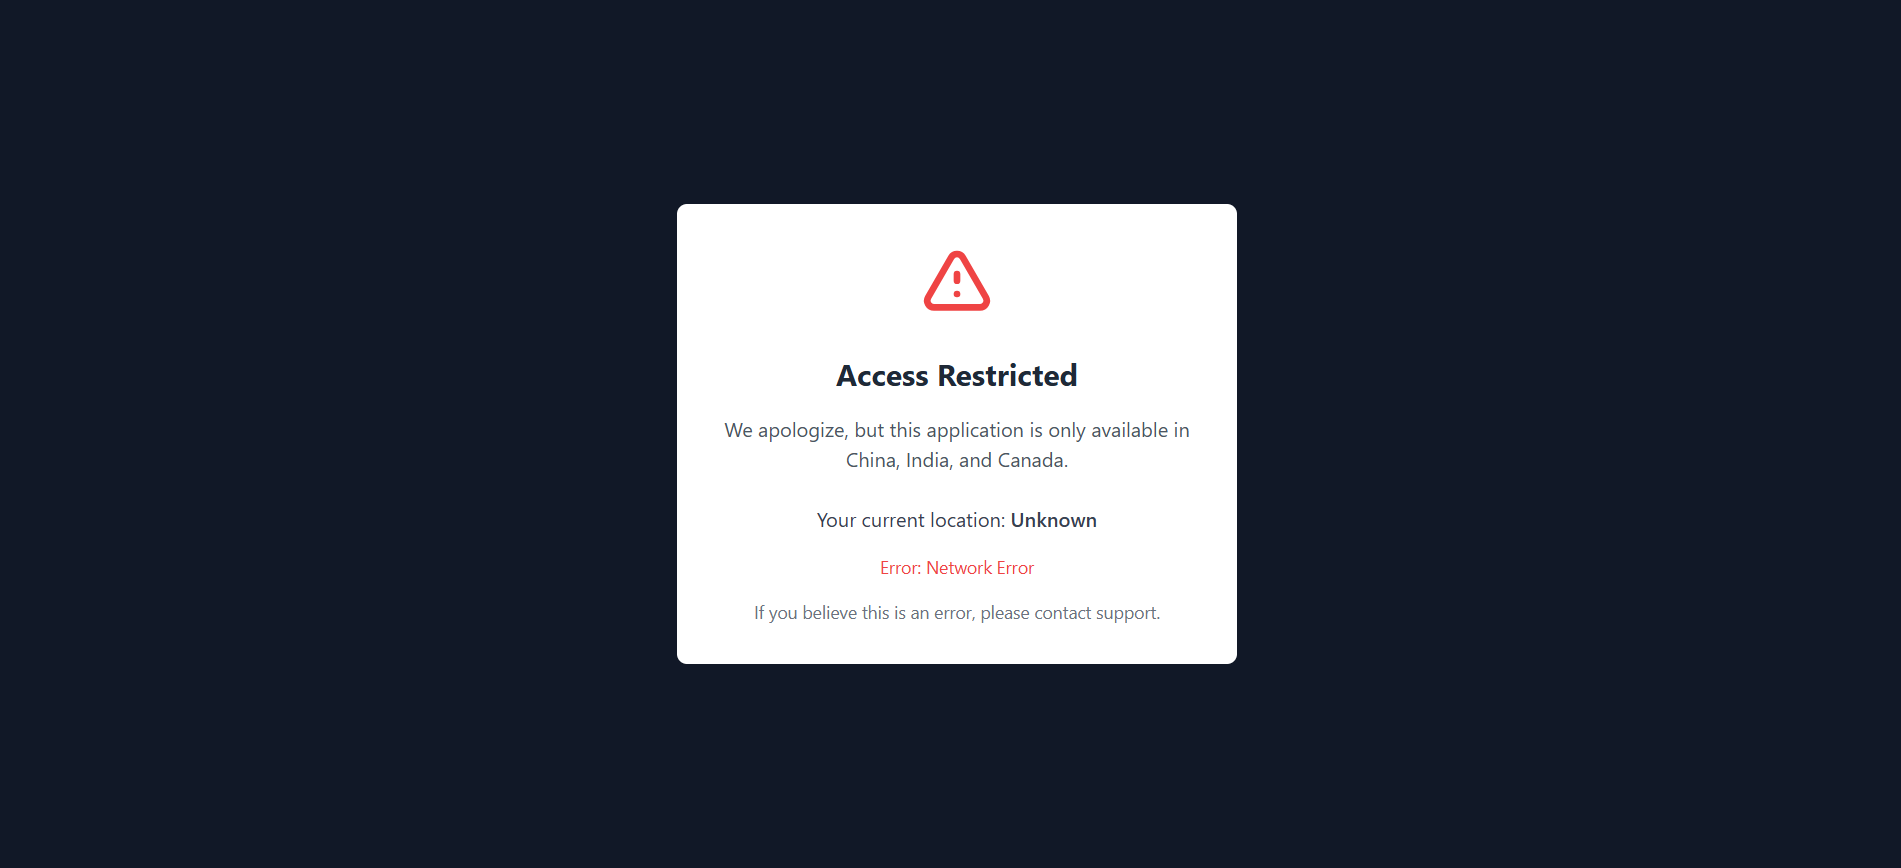 Access Restricted
We apologize, but this application is only available in
China, India, and Canada.
Your current location: Unknown
Error: Network Error
If you believe this is an error, please contact support.